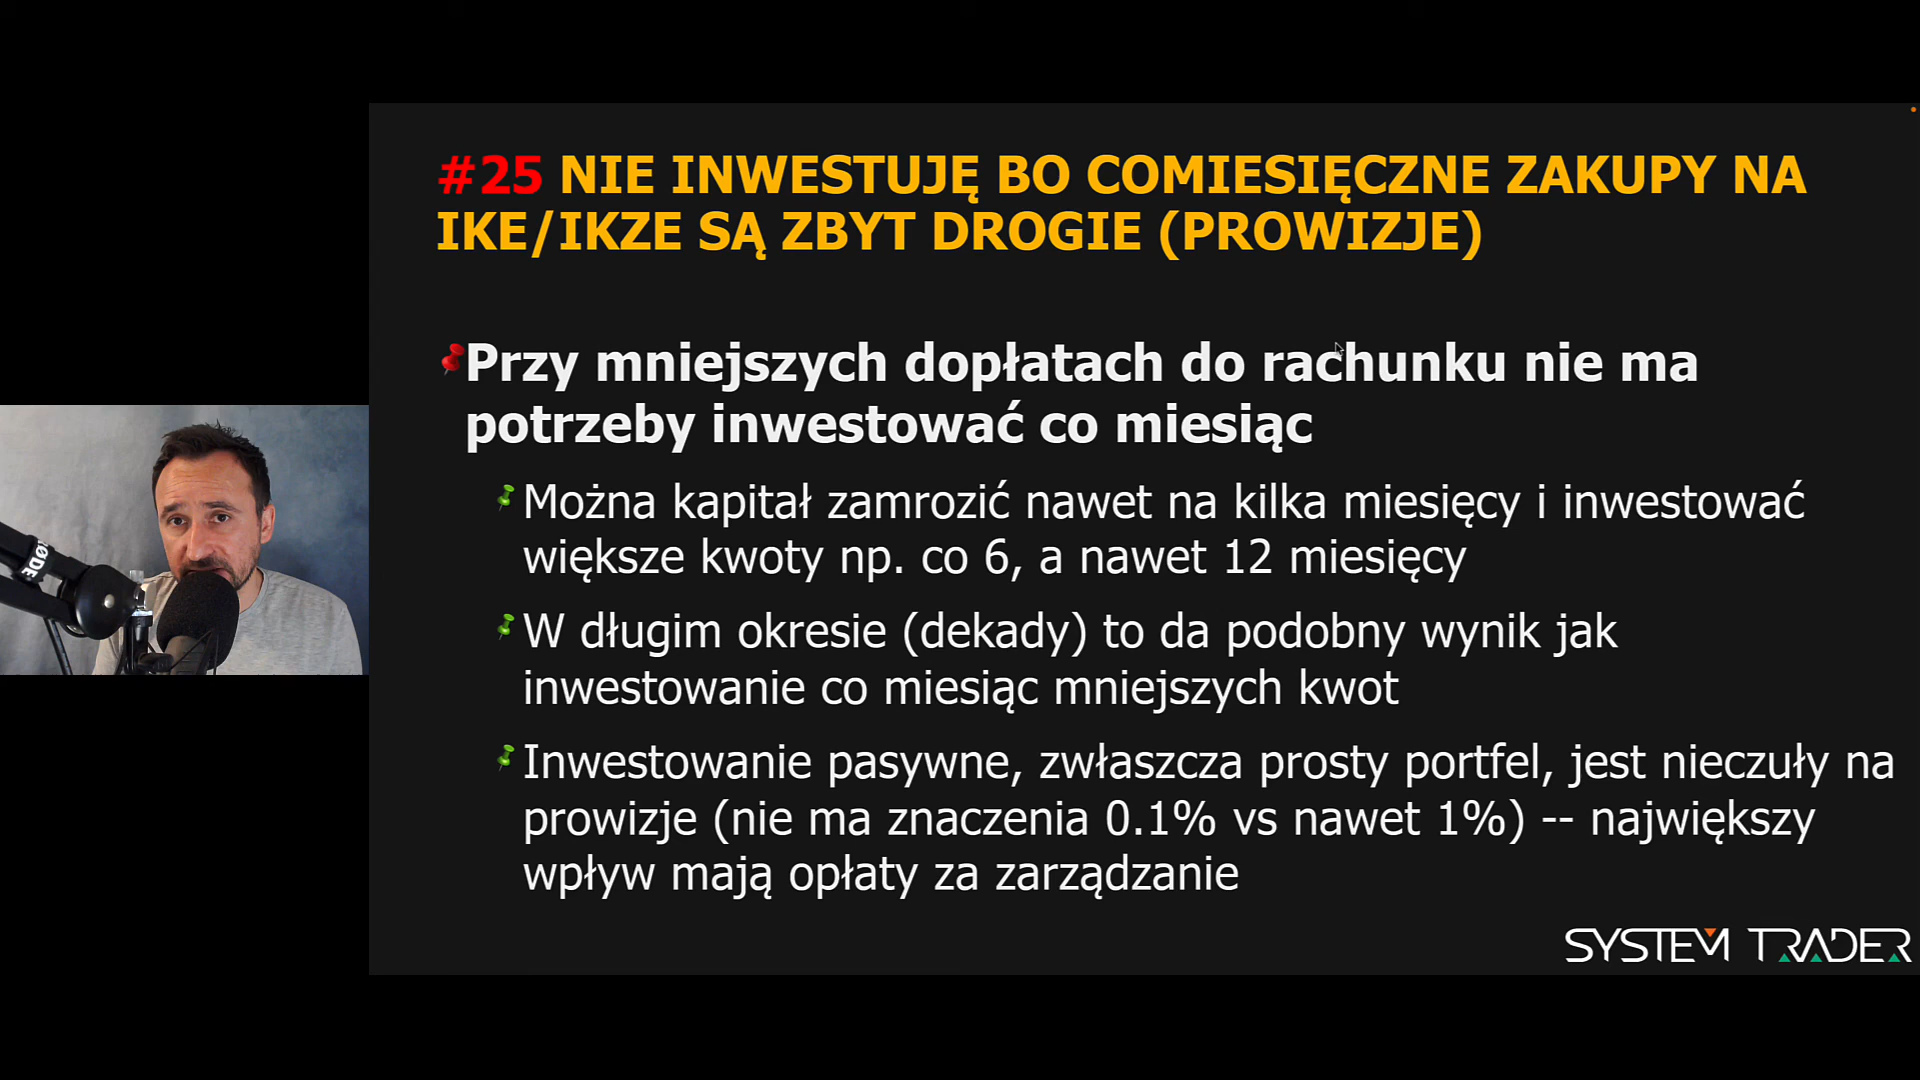 #25 NIE INWESTUJĘ BO COMIESIĘCZNE ZAKUPY NA
IKE/IKZE SĄ ZBYT DROGIE (PROWIZJE)
Przy mniejszych dopłatach do rachunku nie ma
potrzeby inwestować co miesiąc
Można kapitał zamrozić nawet na kilka miesięcy i inwestować
większe kwoty np. co 6, a nawet 12 miesięcy
W długim okresie (dekady) to da podobny wynik jak
inwestowanie co miesiąc mniejszych kwot
Inwestowanie pasywne, zwłaszcza prosty portfel, jest nieczuły na
prowizje (nie ma znaczenia 0.1% vs nawet 1%) -- największy
wpływ mają opłaty za zarządzanie
SYSTEM TRADER
RØDE